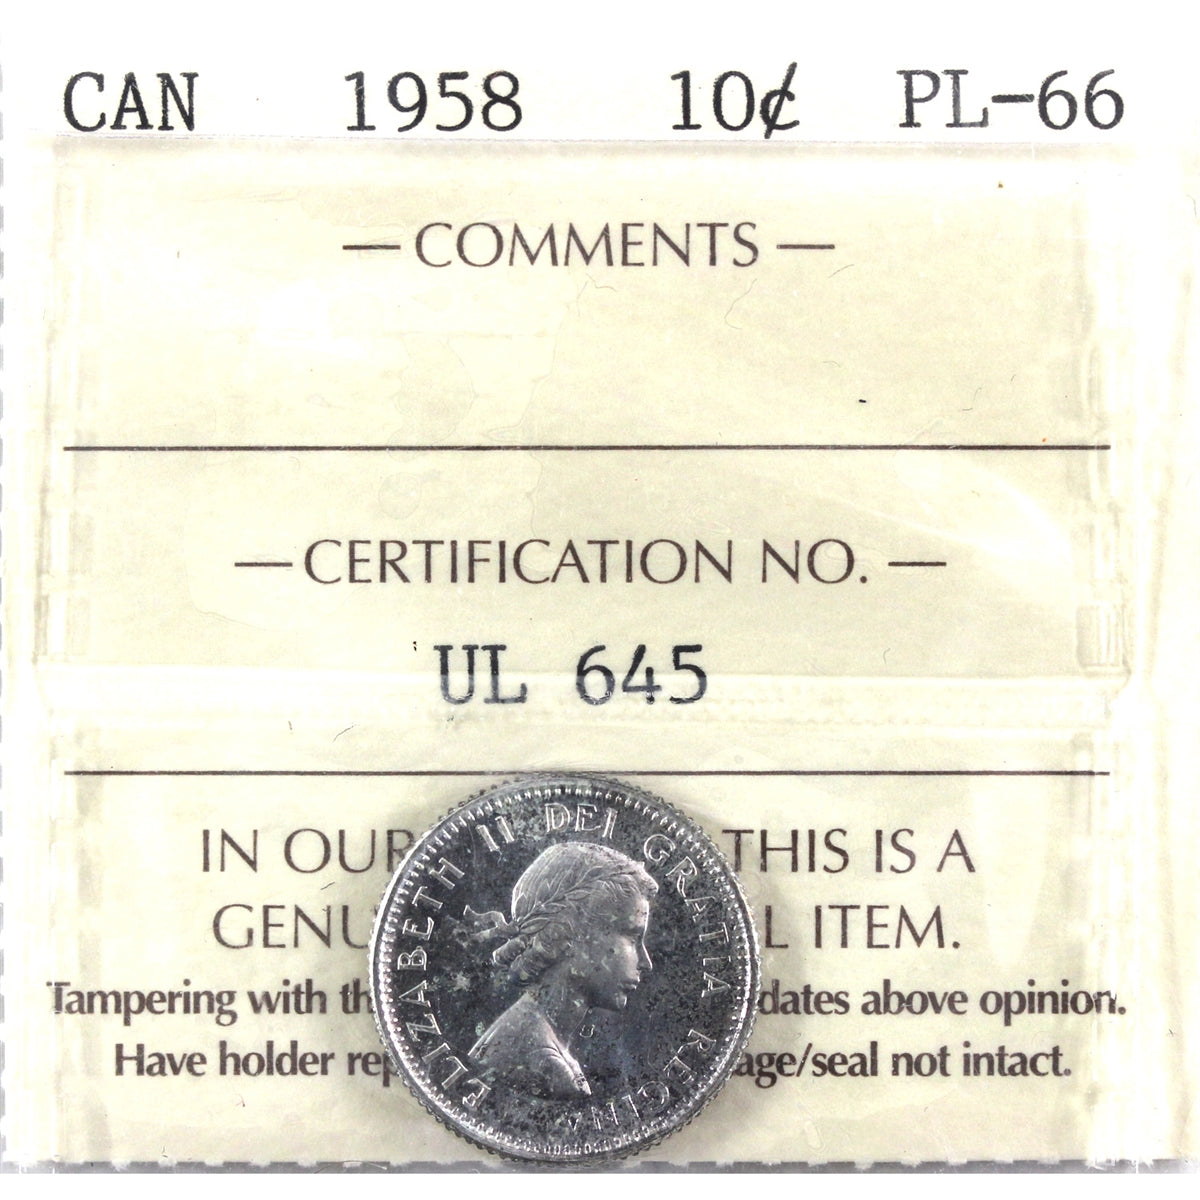 CAN 1958 10¢ PL-66
— COMMENTS —
— CERTIFICATION NO. —
UL 645
IN OUR THIS IS A
GENU L ITEM.
Tampering with th dates above opinion.
Have holder rep age/seal not intact.
ELIZABETH II DEI GRATIA REGINA